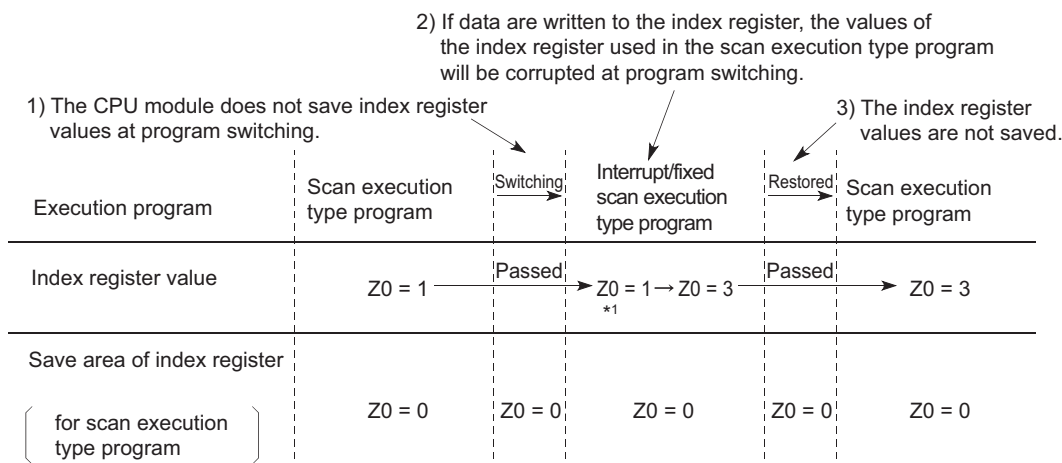 2) If data are written to the index register, the values of
the index register used in the scan execution type program
will be corrupted at program switching.
1) The CPU module does not save index register
values at program switching.
3) The index register
values are not saved.
Execution program
Scan execution
type program
Switching
Interrupt/fixed
scan execution
type program
Restored
Scan execution
type program
Index register value
Z0 = 1
Passed
Z0 = 1 → Z0 = 3
*1
Passed
Z0 = 3
Save area of index register
for scan execution
type program
Z0 = 0
Z0 = 0
Z0 = 0
Z0 = 0
Z0 = 0